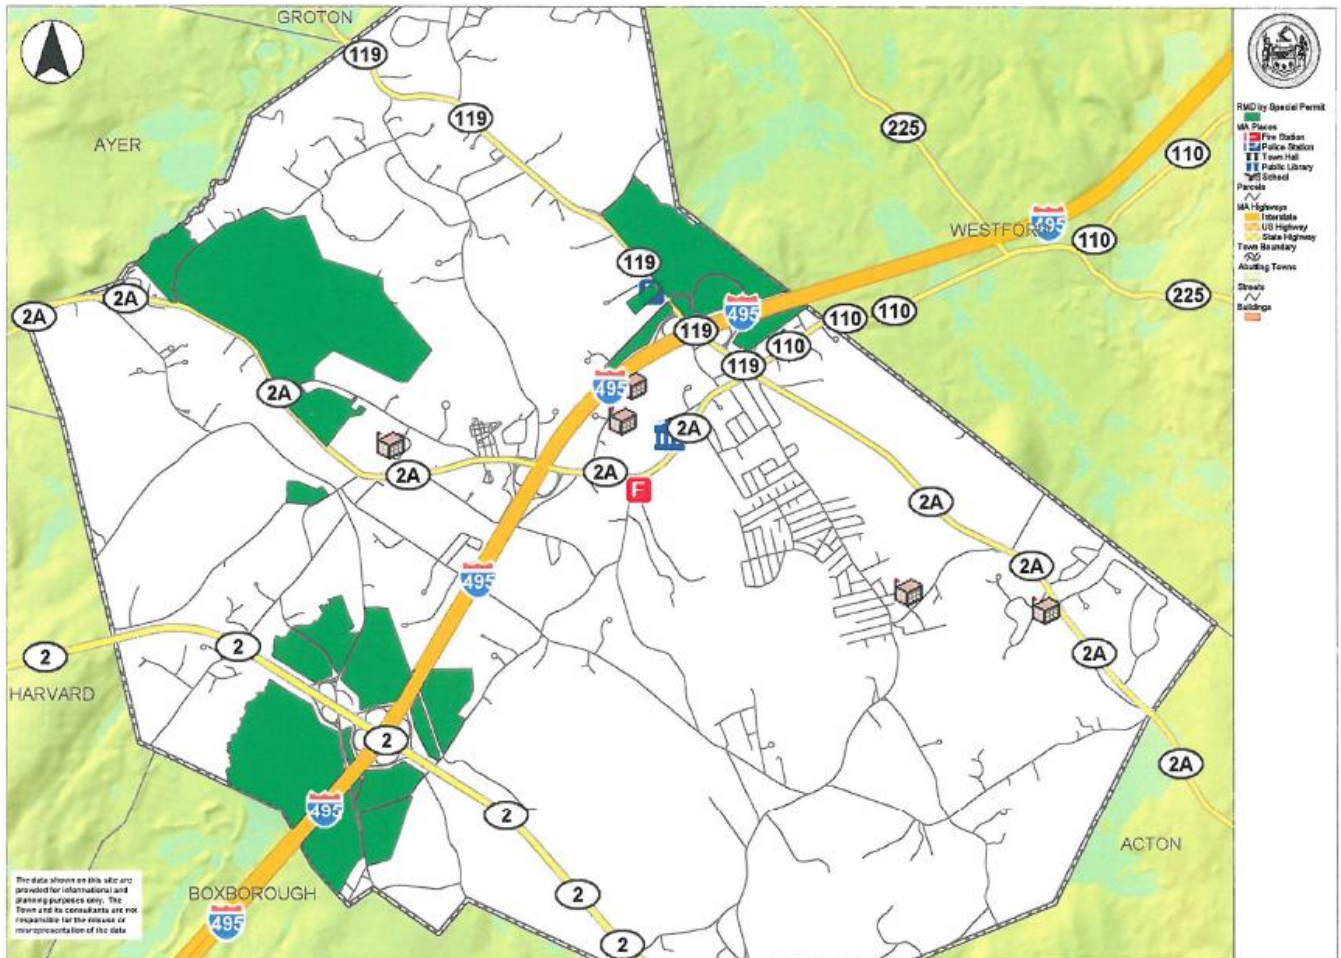 GROTON
119
AYER
119
225
110
WESTFORD
495
110
119
225
2A
2A
495
110
110
119
110
119
2A
495
2A
2A
2A
F
2A
2A
495
2
2
2A
HARVARD
2
2A
495
2
ACTON
BOXBOROUGH
2
495
2
RMD by Special Permit
MA Places
Fire Station
Police Station
Town Hall
Public Library
School
Parcels
MA Highways
Interstate
US Highway
State Highway
Town Boundary
Abutting Towns
Streets
Buildings
The data shown on this site are
provided for informational and
planning purposes only. The
Town and its consultants are not
responsible for the misuse or
misrepresentation of the data